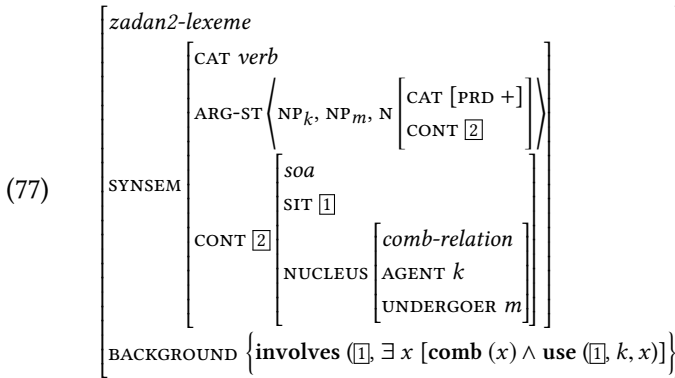 zadan2-lexeme
CAT verb
ARG-ST ⟨NP_k, NP_m, N [CAT [PRD +]
CONT [2]]⟩
soa
SIT [1]
(77) SYNSEM
CONT [2]
comb-relation
NUCLEUS AGENT k
UNDERGOER m
BACKGROUND {involves ([1], ∃ x [comb (x) ∧ use ([1], k, x)]}